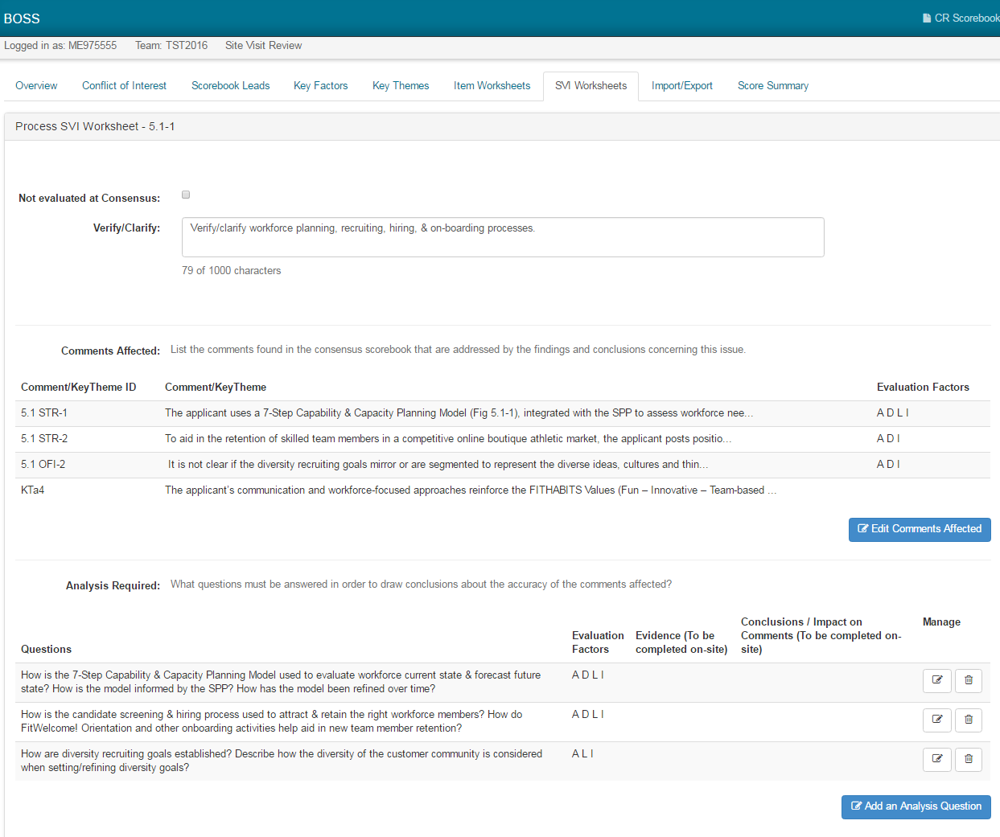 BOSS
CR Scorebook
Logged in as: ME975555 Team: TST2016 Site Visit Review
Overview Conflict of Interest Scorebook Leads Key Factors Key Themes Item Worksheets SVI Worksheets Import/Export Score Summary
Process SVI Worksheet - 5.1-1
Not evaluated at Consensus:
Verify/Clarify: Verify/clarify workforce planning, recruiting, hiring, & on-boarding processes.
79 of 1000 characters
Comments Affected: List the comments found in the consensus scorebook that are addressed by the findings and conclusions concerning this issue.
Comment/KeyTheme ID Comment/KeyTheme Evaluation Factors
5.1 STR-1 The applicant uses a 7-Step Capability & Capacity Planning Model (Fig 5.1-1), integrated with the SPP to assess workforce nee... A D L I
5.1 STR-2 To aid in the retention of skilled team members in a competitive online boutique athletic market, the applicant posts positio... A D I
5.1 OFI-2 It is not clear if the diversity recruiting goals mirror or are segmented to represent the diverse ideas, cultures and thin... A D I
KTa4 The applicant's communication and workforce-focused approaches reinforce the FITHABITS Values (Fun – Innovative – Team-based ...
Edit Comments Affected
Analysis Required: What questions must be answered in order to draw conclusions about the accuracy of the comments affected?
Questions
Evaluation
Factors
Evidence (To be
completed on-site)
Conclusions / Impact on
Comments (To be completed on-
site)
Manage
How is the 7-Step Capability & Capacity Planning Model used to evaluate workforce current state & forecast future A D L I
state? How is the model informed by the SPP? How has the model been refined over time?
How is the candidate screening & hiring process used to attract & retain the right workforce members? How do A D L I
FitWelcome! Orientation and other onboarding activities help aid in new team member retention?
How are diversity recruiting goals established? Describe how the diversity of the customer community is considered A L I
when setting/refining diversity goals?
Add an Analysis Question